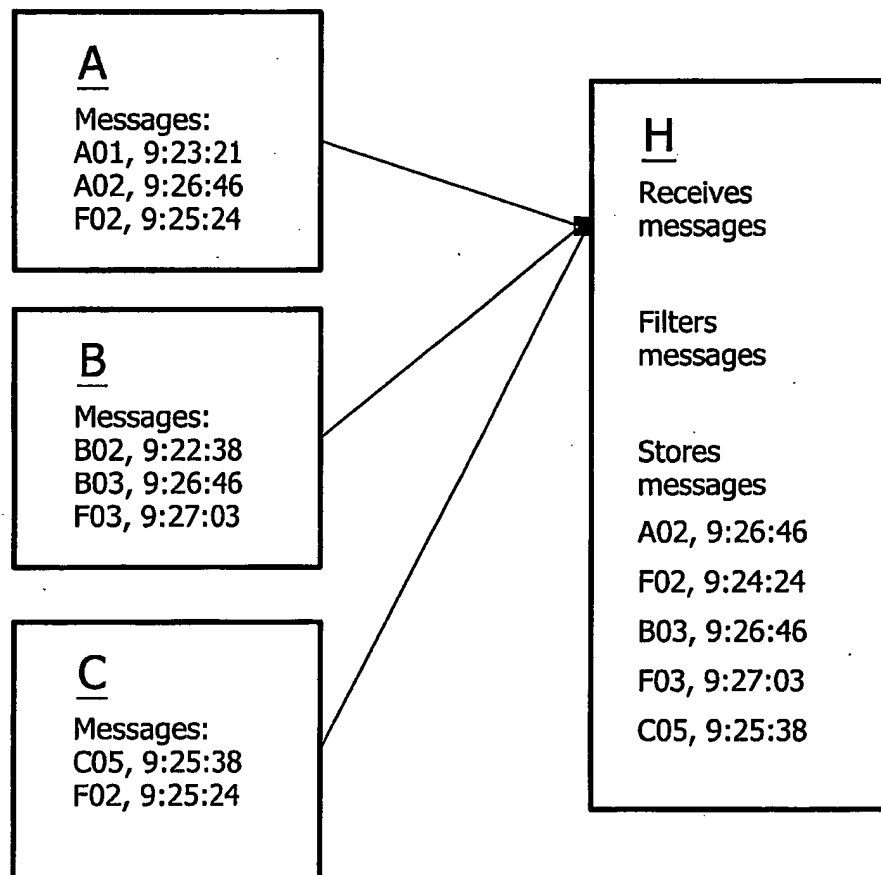 A
Messages:
A01, 9:23:21
A02, 9:26:46
F02, 9:25:24
B
Messages:
B02, 9:22:38
B03, 9:26:46
F03, 9:27:03
C
Messages:
C05, 9:25:38
F02, 9:25:24
H
Receives
messages
Filters
messages
Stores
messages
A02, 9:26:46
F02, 9:24:24
B03, 9:26:46
F03, 9:27:03
C05, 9:25:38